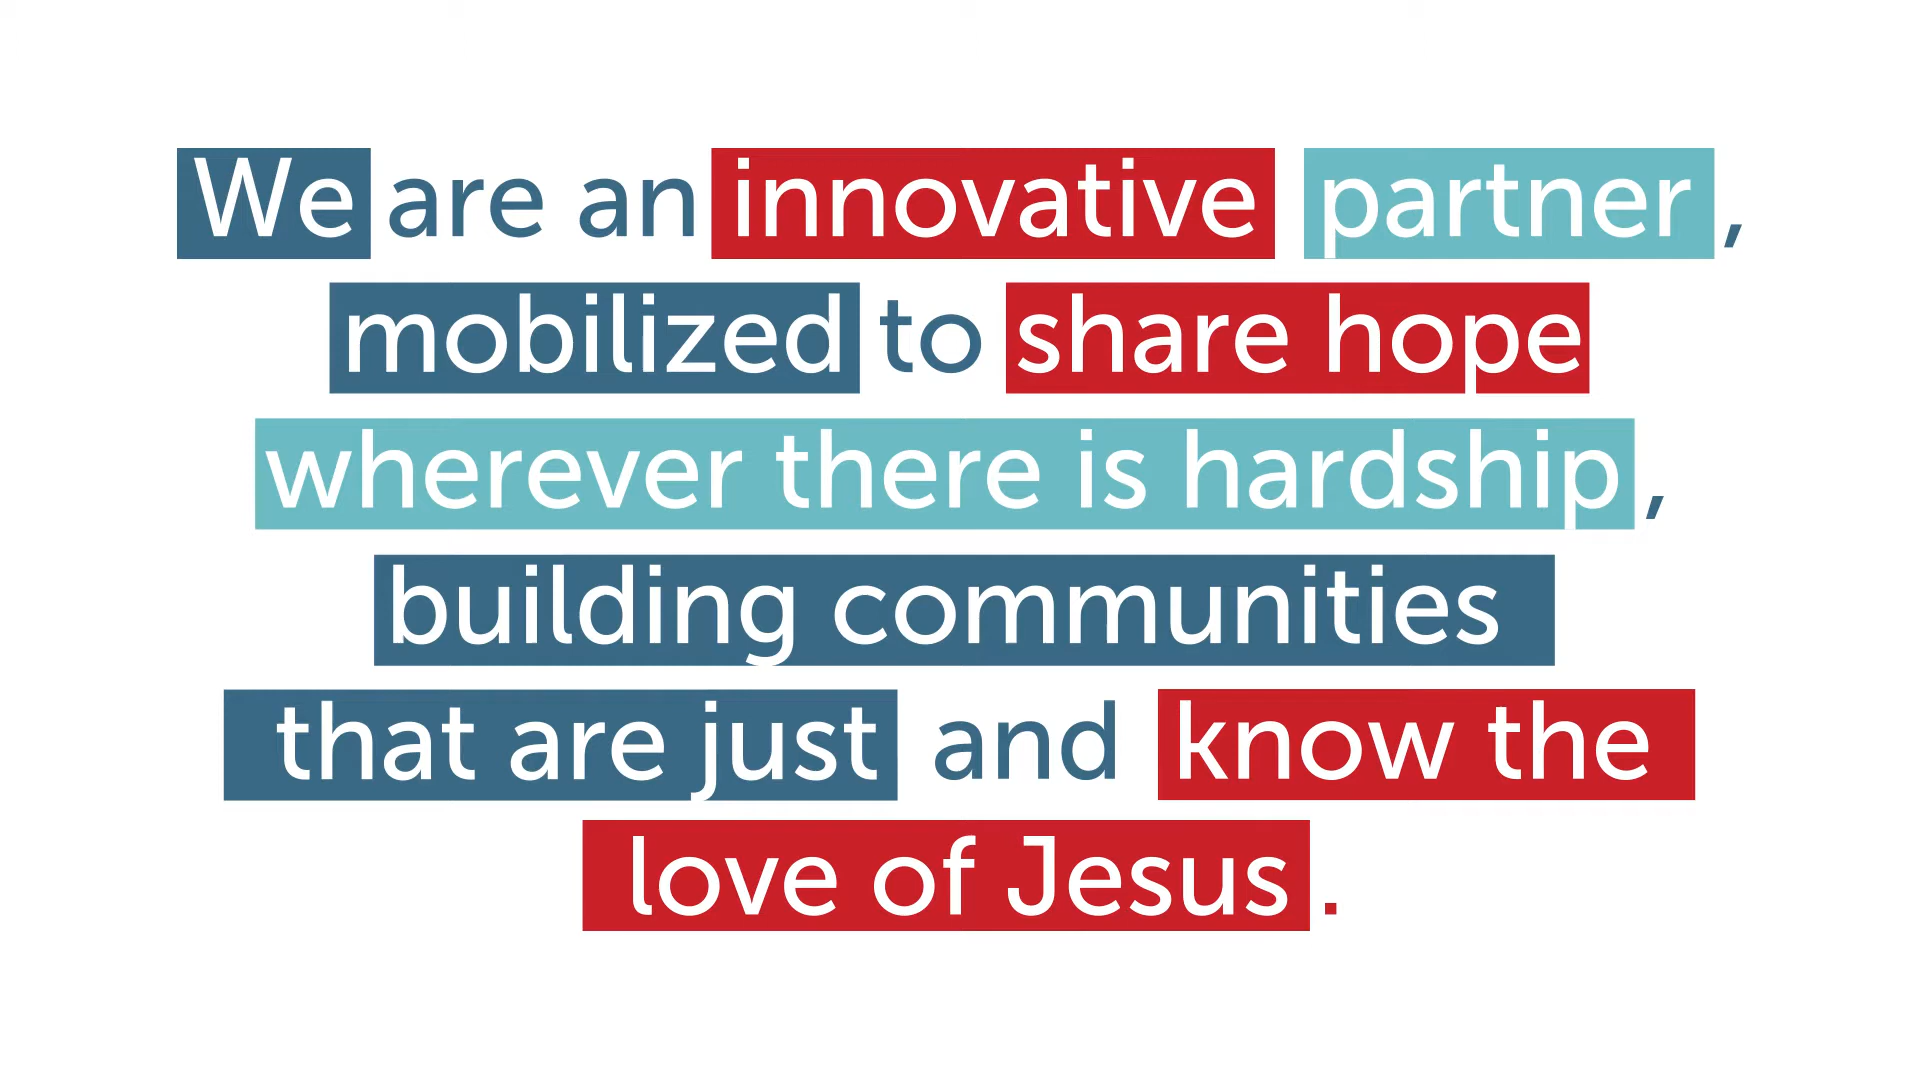 We are an innovative partner,
mobilized to share hope
wherever there is hardship,
building communities
that are just and know the
love of Jesus.